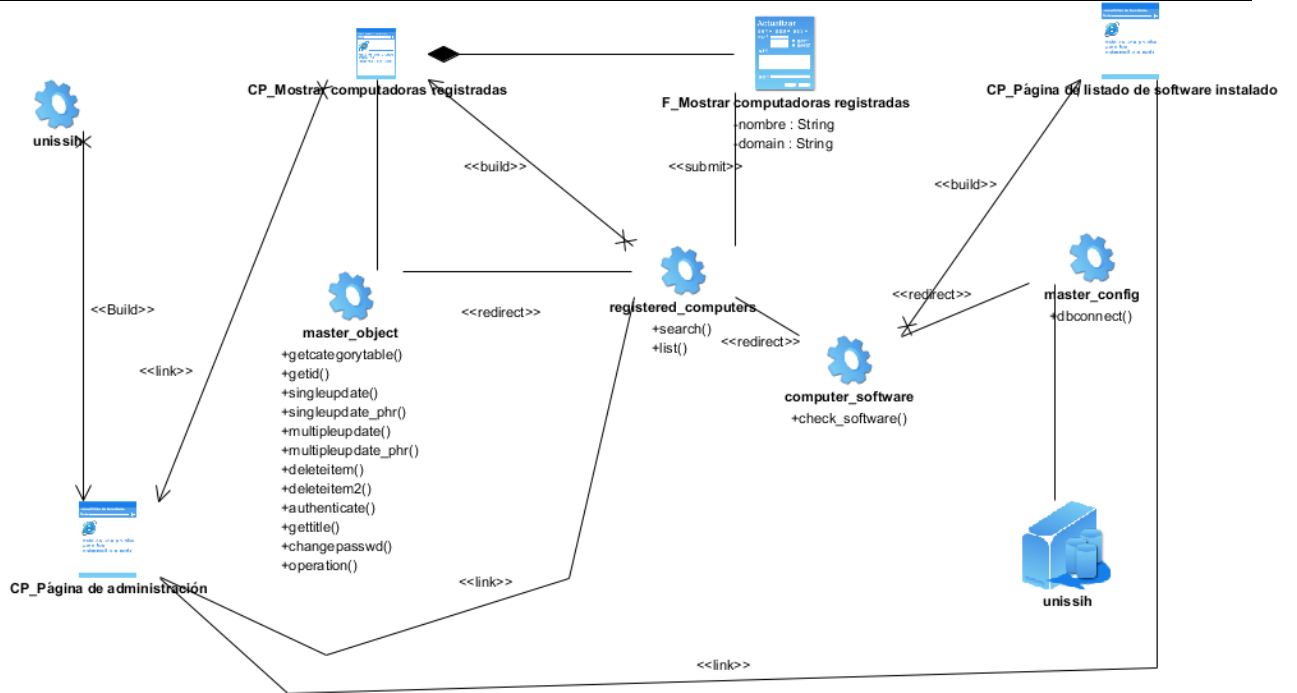 Actualizar
CP_Mostrar computadoras registradas
F_Mostrar computadoras registradas
-nombre : String
-domain : String
CP_Página de listado de software instalado
unissih
<<build>>
<<submit>>
<<build>>
<<Build>>
<<link>>
master_object
+getcategorytable()
+getid()
+singleupdate()
+singleupdate_phr()
+multipleupdate()
+multipleupdate_phr()
+deleteitem()
+deleteitem2()
+authenticate()
+gettitle()
+changepasswd()
+operation()
<<redirect>>
registered_computers
+search()
+list()
<<redirect>>
computer_software
+check_software()
<<redirect>>
master_config
+dbconnect()
unissih
CP_Página de administración
<<link>>
<<link>>